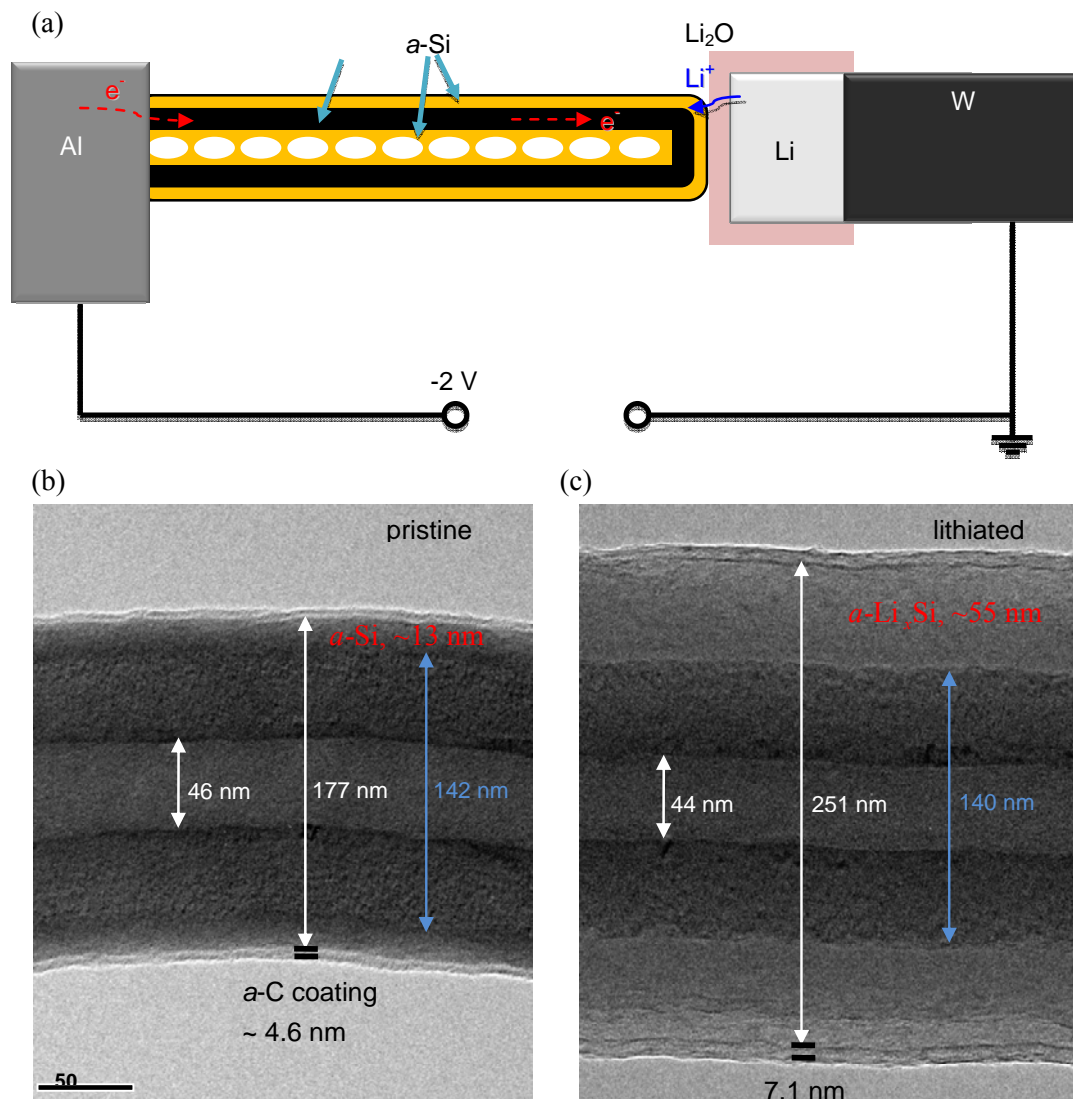 (a)
a-Si
Li₂O
Li⁺
e⁻
W
e⁻
Al
Li
-2 V
(b)
(c)
pristine
lithiated
a-Si, ~13 nm
a-LiₓSi, ~55 nm
46 nm
177 nm
142 nm
44 nm
251 nm
140 nm
a-C coating
~ 4.6 nm
50
7.1 nm